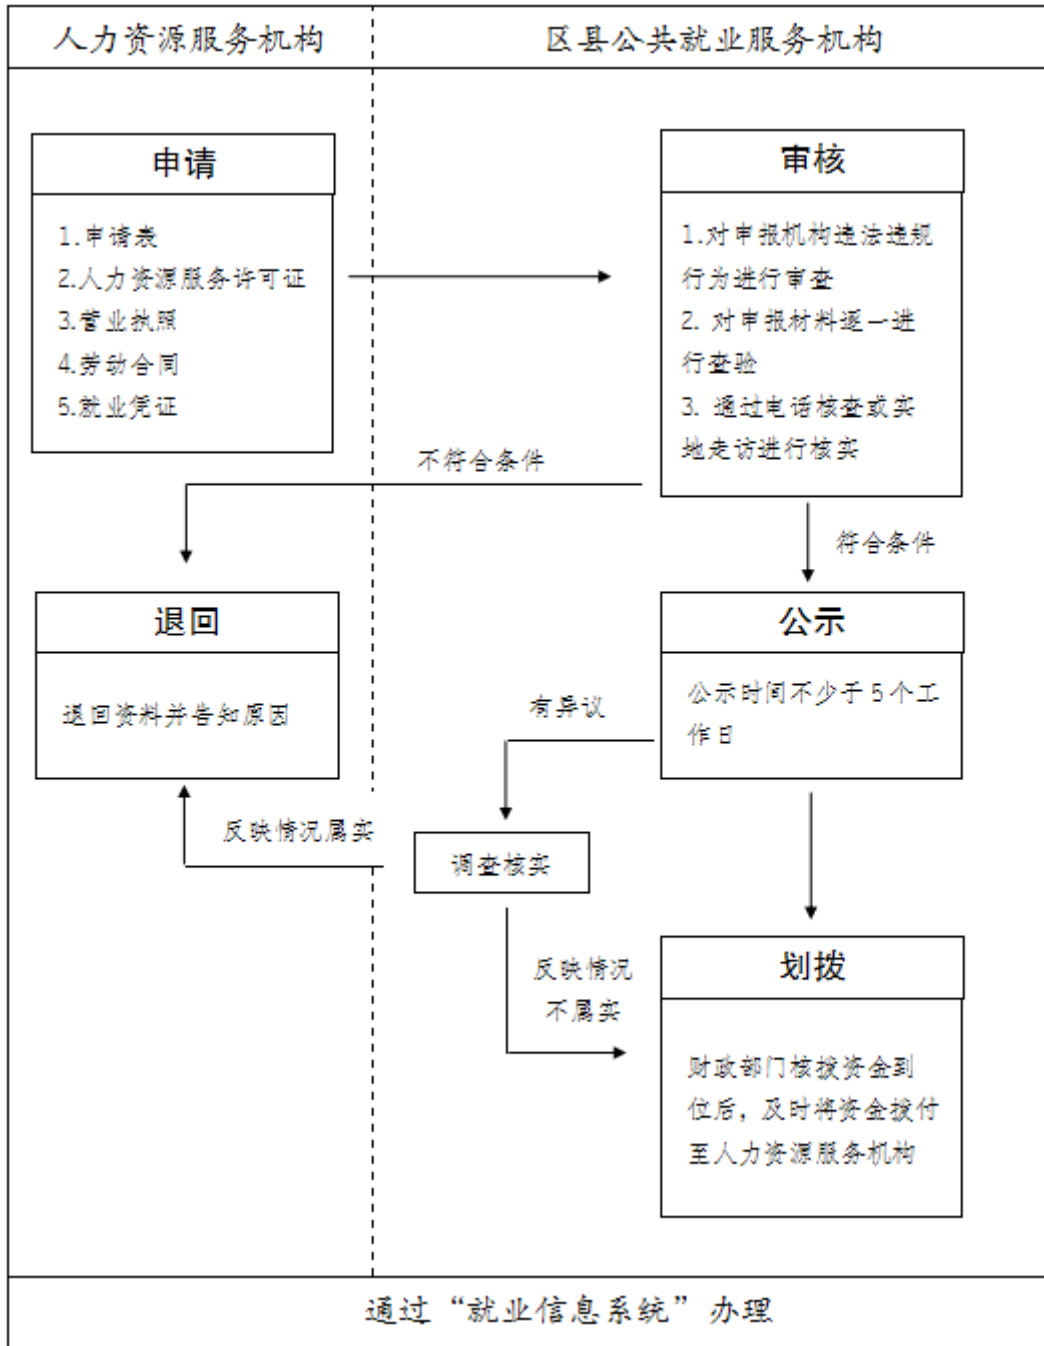 人力资源服务机构
区县公共就业服务机构
申请
1.申请表
2.人力资源服务许可证
3.营业执照
4.劳动合同
5.就业凭证
审核
1.对申报机构违法违规
行为进行审查
2. 对申报材料逐一进
行查验
3. 通过电话核查或实
地走访进行核实
不符合条件
符合条件
退回
退回资料并告知原因
公示
公示时间不少于 5 个工
作日
有异议
反映情况属实
调查核实
反映情况
不属实
划拨
财政部门核拨资金到
位后，及时将资金拨付
至人力资源服务机构
通过“就业信息系统”办理